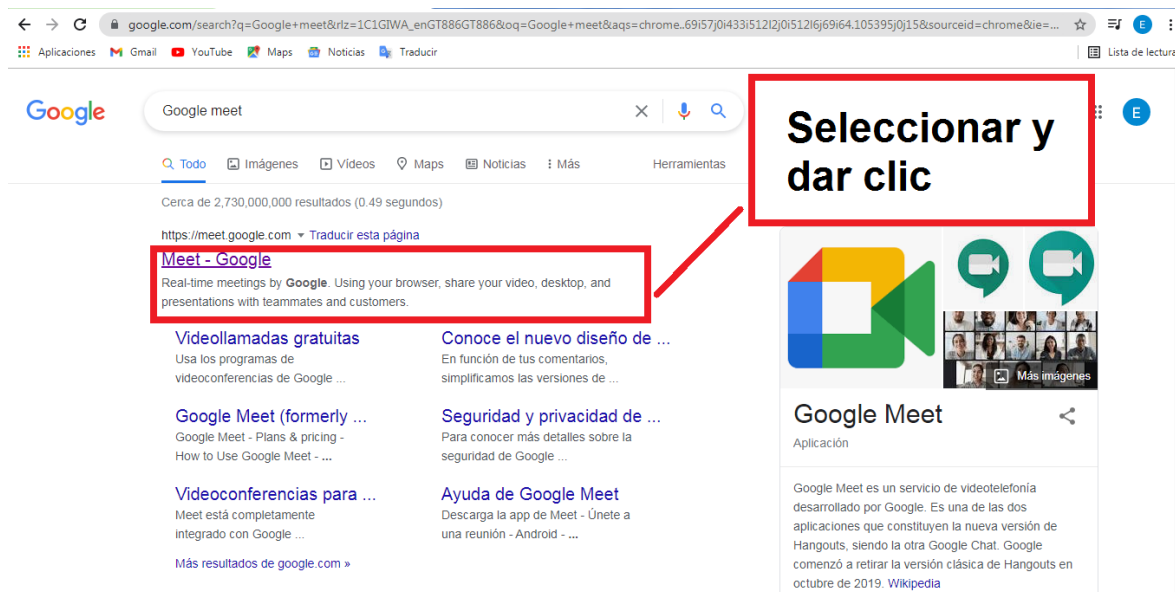 google.com/search?q=Google+meet&rlz=1C1GIWA_enGT886GT886&oq=Google+meet&aqs=chrome..69i57j0i433i512l2j0i512l6j69i64.105395j0j15&sourceid=chrome&ie=...
E
Aplicaciones
Gmail
YouTube
Maps
Noticias
Traducir
Lista de lectura
Google
Google meet
E
Seleccionar y
dar clic
Todo
Imágenes
Vídeos
Maps
Noticias
Más
Herramientas
Cerca de 2,730,000,000 resultados (0.49 segundos)
https://meet.google.com
Traducir esta página
Meet - Google
Real-time meetings by Google. Using your browser, share your video, desktop, and
presentations with teammates and customers.
Videollamadas gratuitas
Usa los programas de
videoconferencias de Google ...
Conoce el nuevo diseño de ...
En función de tus comentarios,
simplificamos las versiones de ...
Google Meet (formerly ...
Google Meet - Plans & pricing -
How to Use Google Meet - ...
Seguridad y privacidad de ...
Para conocer más detalles sobre la
seguridad de Google ...
Videoconferencias para ...
Meet está completamente
integrado con Google ...
Ayuda de Google Meet
Descarga la app de Meet - Únete a
una reunión - Android - ...
Más resultados de google.com »
Más imágenes
Google Meet
Aplicación
Google Meet es un servicio de videotelefonía
desarrollado por Google. Es una de las dos
aplicaciones que constituyen la nueva versión de
Hangouts, siendo la otra Google Chat. Google
comenzó a retirar la versión clásica de Hangouts en
octubre de 2019. Wikipedia